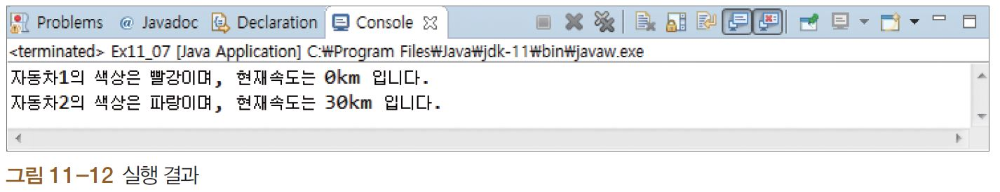 Problems @ Javadoc Declaration Console
<terminated> Ex11_07 [Java Application] C:₩Program Files₩Java₩jdk-11₩bin₩javaw.exe
자동차1의 색상은 빨강이며, 현재속도는 0km 입니다.
자동차2의 색상은 파랑이며, 현재속도는 30km 입니다.
그림 11-12 실행 결과